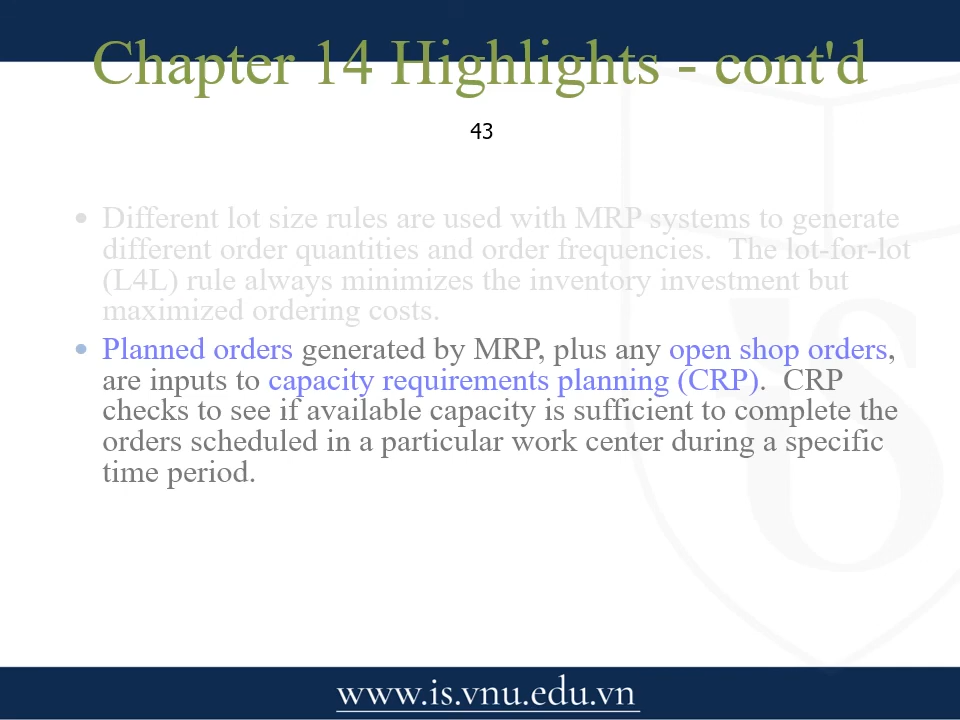 Chapter 14 Highlights - cont'd
43
• Different lot size rules are used with MRP systems to generate
different order quantities and order frequencies.  The lot-for-lot
(L4L) rule always minimizes the inventory investment but
maximized ordering costs.
• Planned orders generated by MRP, plus any open shop orders,
are inputs to capacity requirements planning (CRP).  CRP
checks to see if available capacity is sufficient to complete the
orders scheduled in a particular work center during a specific
time period.
www.is.vnu.edu.vn